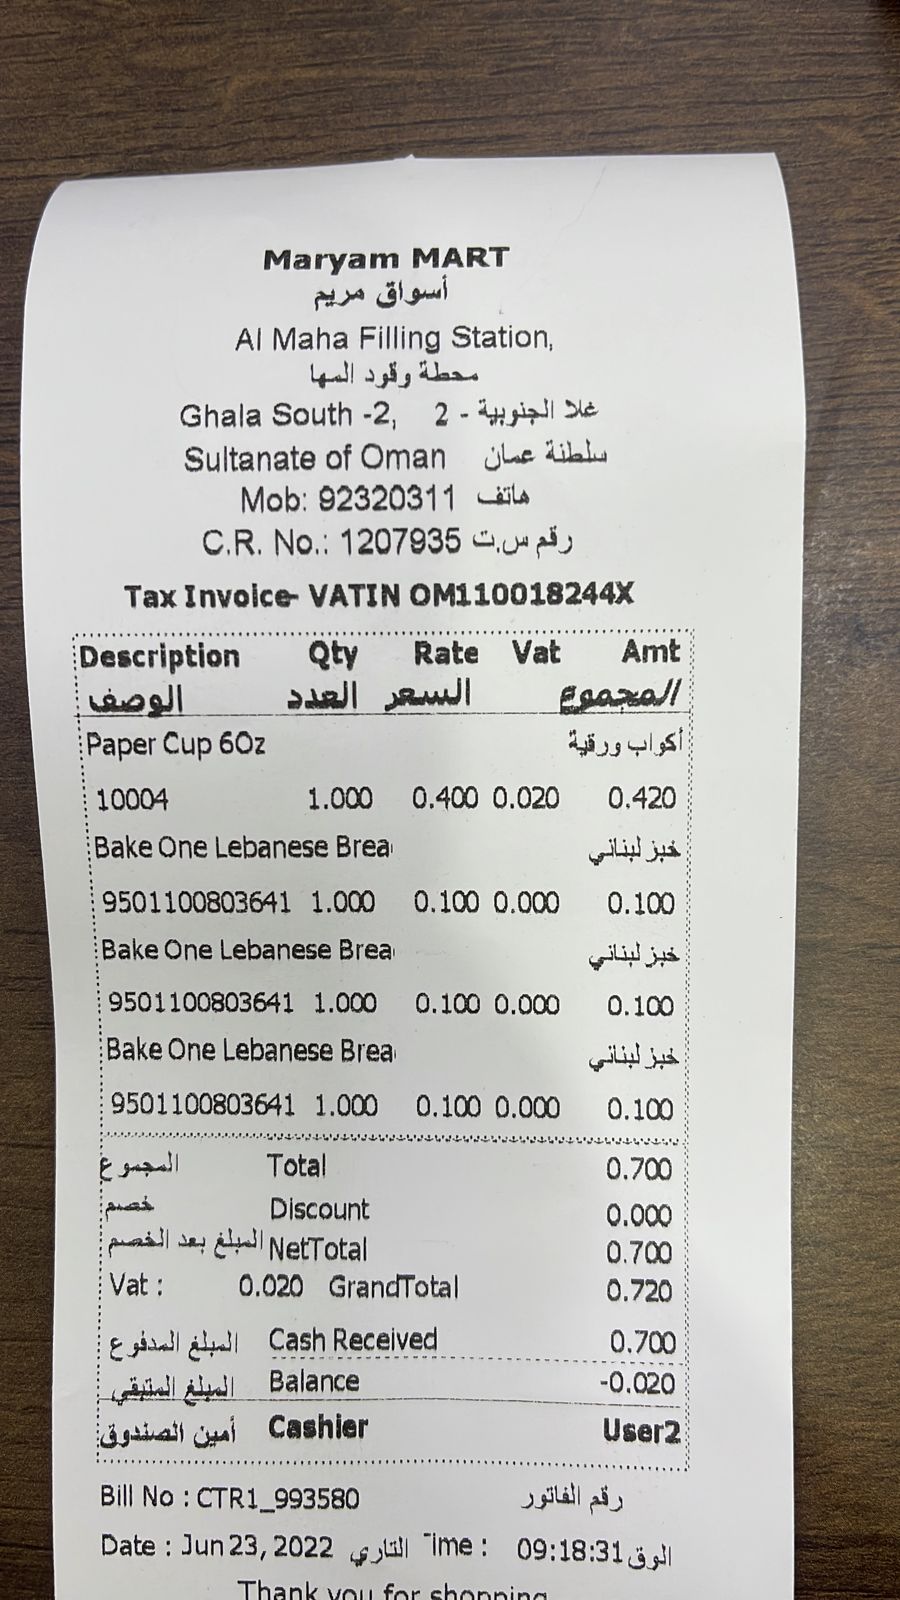 Maryam MART
أسواق مريم
Al Maha Filling Station,
محطة وقود المها
Ghala South -2, غلا الجنوبية - 2
Sultanate of Oman سلطنة عمان
Mob: 92320311 هاتف
C.R. No.: 1207935 رقم س.ت
Tax Invoice- VATIN OM110018244X
Description Qty Rate Vat Amt
الوصف العدد السعر المجموع
Paper Cup 6Oz أكواب ورقية
10004 1.000 0.400 0.020 0.420
Bake One Lebanese Brea خبز لبناني
9501100803641 1.000 0.100 0.000 0.100
Bake One Lebanese Brea خبز لبناني
9501100803641 1.000 0.100 0.000 0.100
Bake One Lebanese Brea خبز لبناني
9501100803641 1.000 0.100 0.000 0.100
المجموع Total 0.700
خصم Discount 0.000
المبلغ بعد الخصم NetTotal 0.700
Vat : 0.020 GrandTotal 0.720
المبلغ المدفوع Cash Received 0.700
المبلغ المتبقي Balance -0.020
أمين الصندوق Cashier User2
Bill No : CTR1_993580 رقم الفاتور
Date : Jun 23, 2022 التاري Time : 09:18:31 الوق
Thank you for shopping